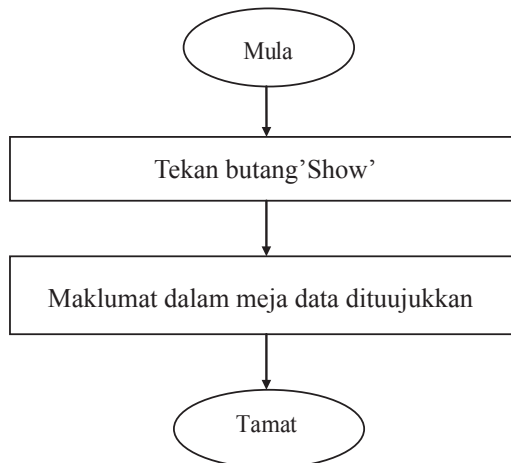 Mula
Tekan butang’Show’
Maklumat dalam meja data dituujukkan
Tamat